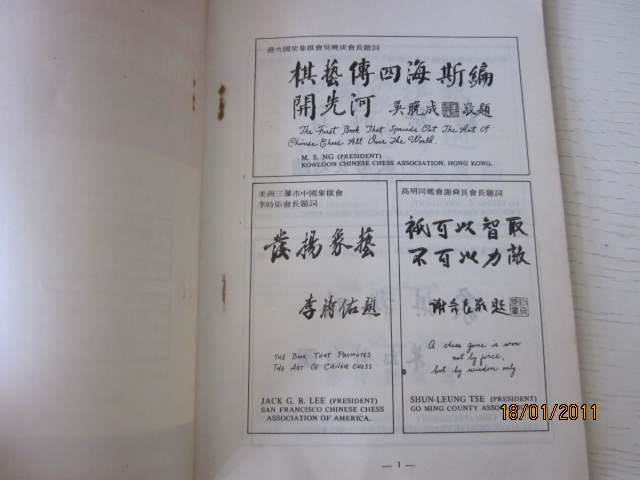 港九國樂象棋會吳晚成會長題詞
棋藝傳四海斯編
開先河 吳晚成 敬題
The First Book That Spreads Out The Art Of
Chinese Chess All Over The World.
M. S. NG (PRESIDENT)
KOWLOON CHINESE CHESS ASSOCIATION, HONG KONG.
美洲三藩市中國象棋會
李時佑會長題詞
發揚象藝
李時佑題
THE BOOK THAT PROMOTES
THE ART OF CHINESE CHESS
JACK G. B. LEE (PRESIDENT)
SAN FRANCISCO CHINESE CHESS
ASSOCIATION OF AMERICA.
高明同鄉會謝舜良會長題詞
祇可以智取
不可以力敵
謝舜良敬題
A chess game is won
not by force,
but by wisdom only
SHUN-LEUNG TSE (PRESIDENT)
GO MING COUNTY
18/01/2011
— 1 —